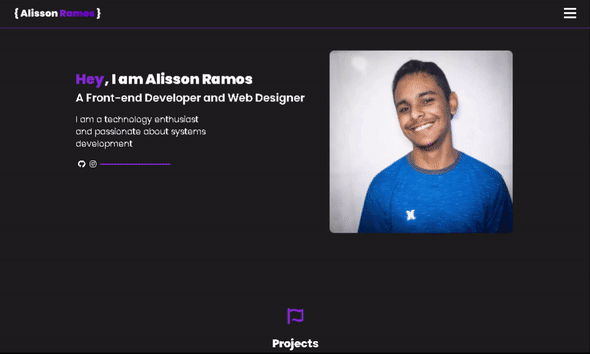 { Alisson Ramos }
Hey, I am Alisson Ramos
A Front-end Developer and Web Designer
I am a technology enthusiast
and passionate about systems
development
Projects